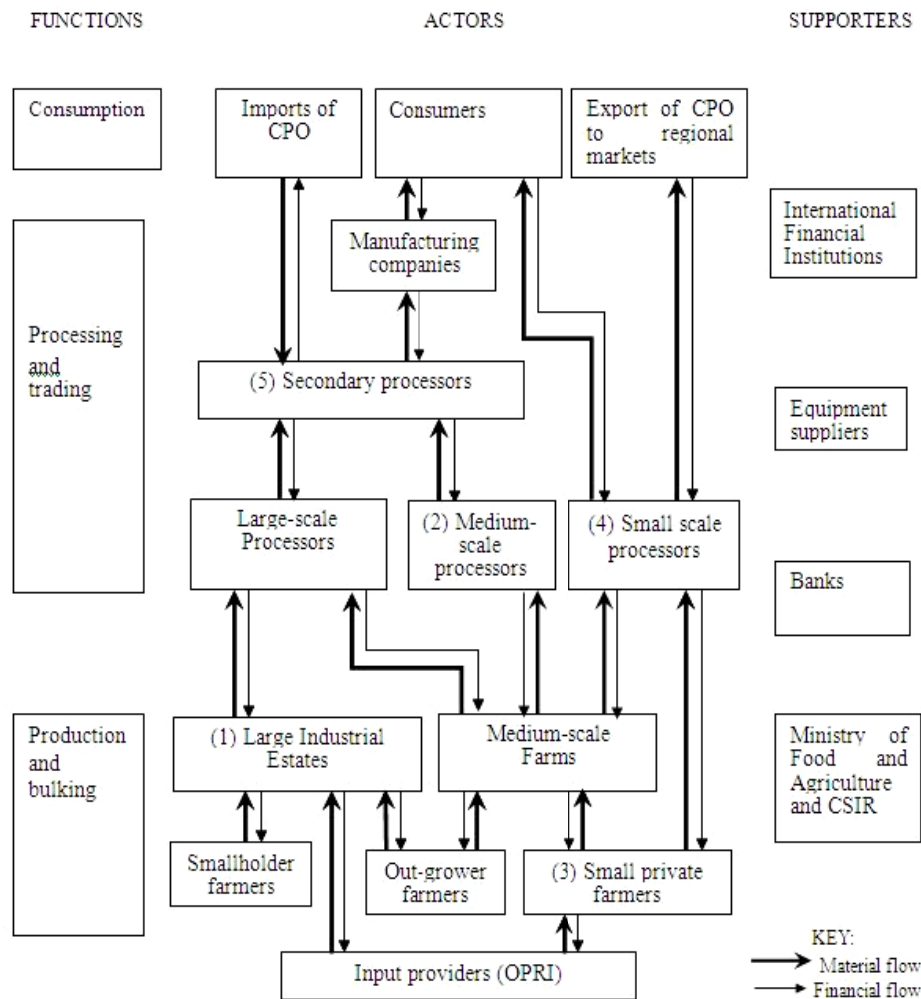 FUNCTIONS
ACTORS
SUPPORTERS
Consumption
Imports of
CPO
Consumers
Export of CPO
to regional
markets
International
Financial
Institutions
Manufacturing
companies
Processing
and
trading
(5) Secondary processors
Equipment
suppliers
Large-scale
Processors
(2) Medium-
scale
processors
(4) Small scale
processors
Banks
Production
and
bulking
(1) Large Industrial
Estates
Medium-scale
Farms
Ministry of
Food and
Agriculture
and CSIR
Smallholder
farmers
Out-grower
farmers
(3) Small private
farmers
Input providers (OPRI)
KEY:
Material flow
Financial flow